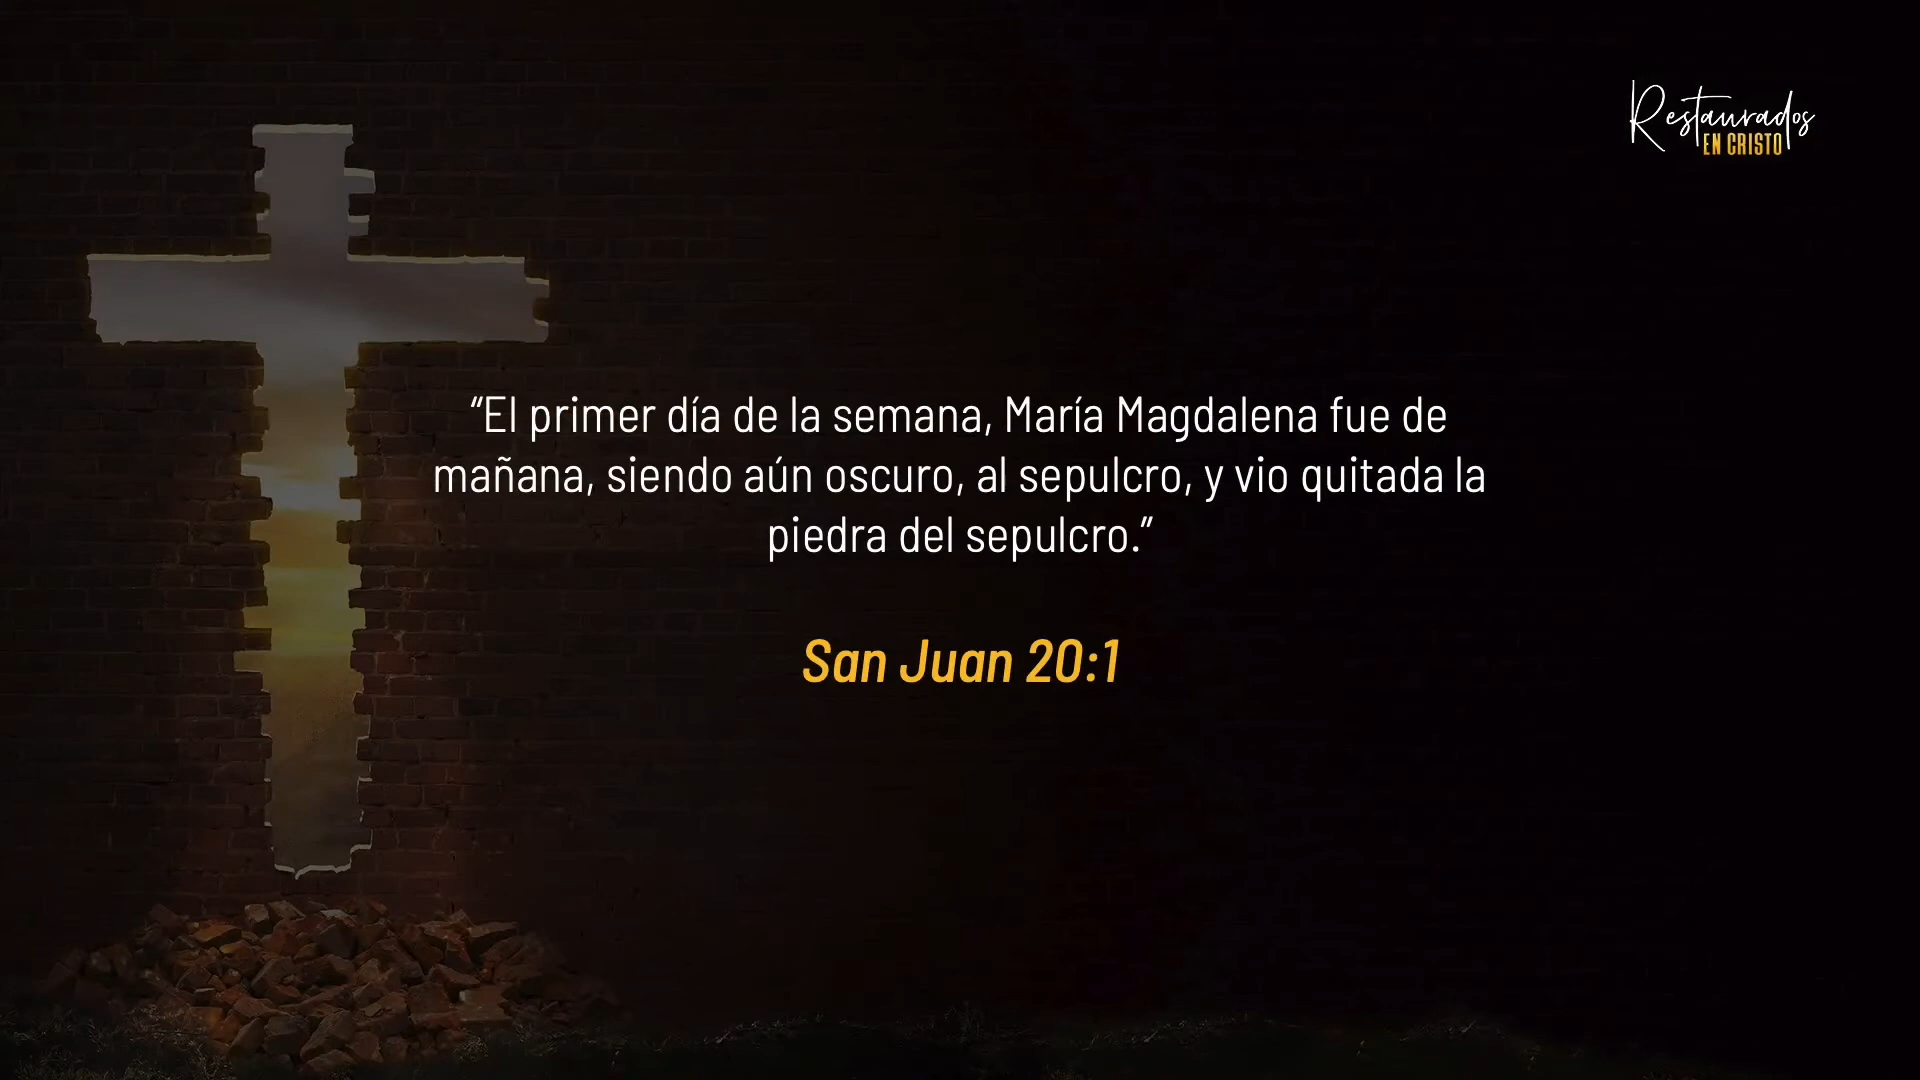 Restaurados
EN CRISTO
“El primer día de la semana, María Magdalena fue de
mañana, siendo aún oscuro, al sepulcro, y vio quitada la
piedra del sepulcro.”
San Juan 20:1